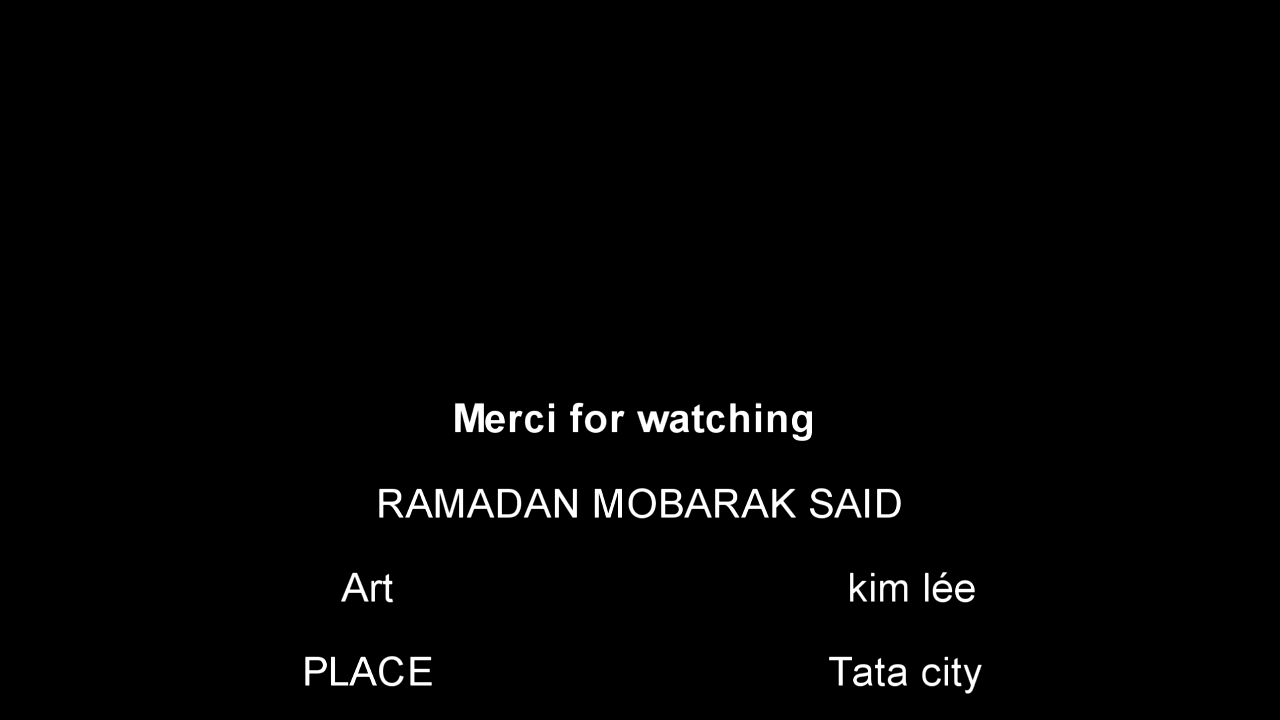 Merci for watching
RAMADAN MOBARAK SAID
Art kim lée
PLACE Tata city